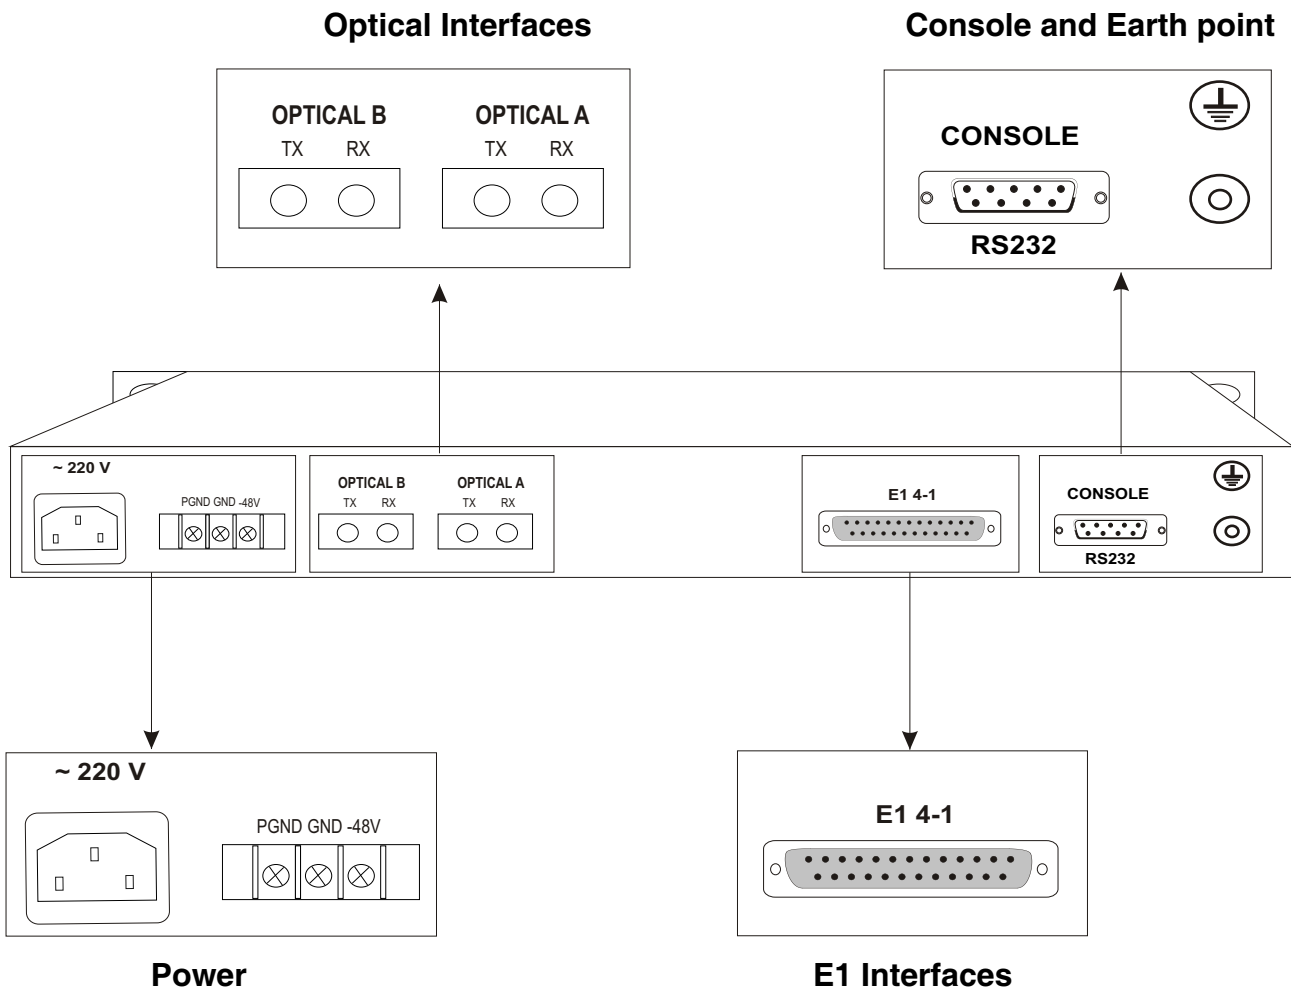 Optical Interfaces
Console and Earth point
OPTICAL B OPTICAL A
TX RX TX RX
CONSOLE
RS232
~ 220 V
PGND GND -48V
OPTICAL B OPTICAL A
TX RX TX RX
E1 4-1
CONSOLE
RS232
~ 220 V
PGND GND -48V
E1 4-1
Power
E1 Interfaces